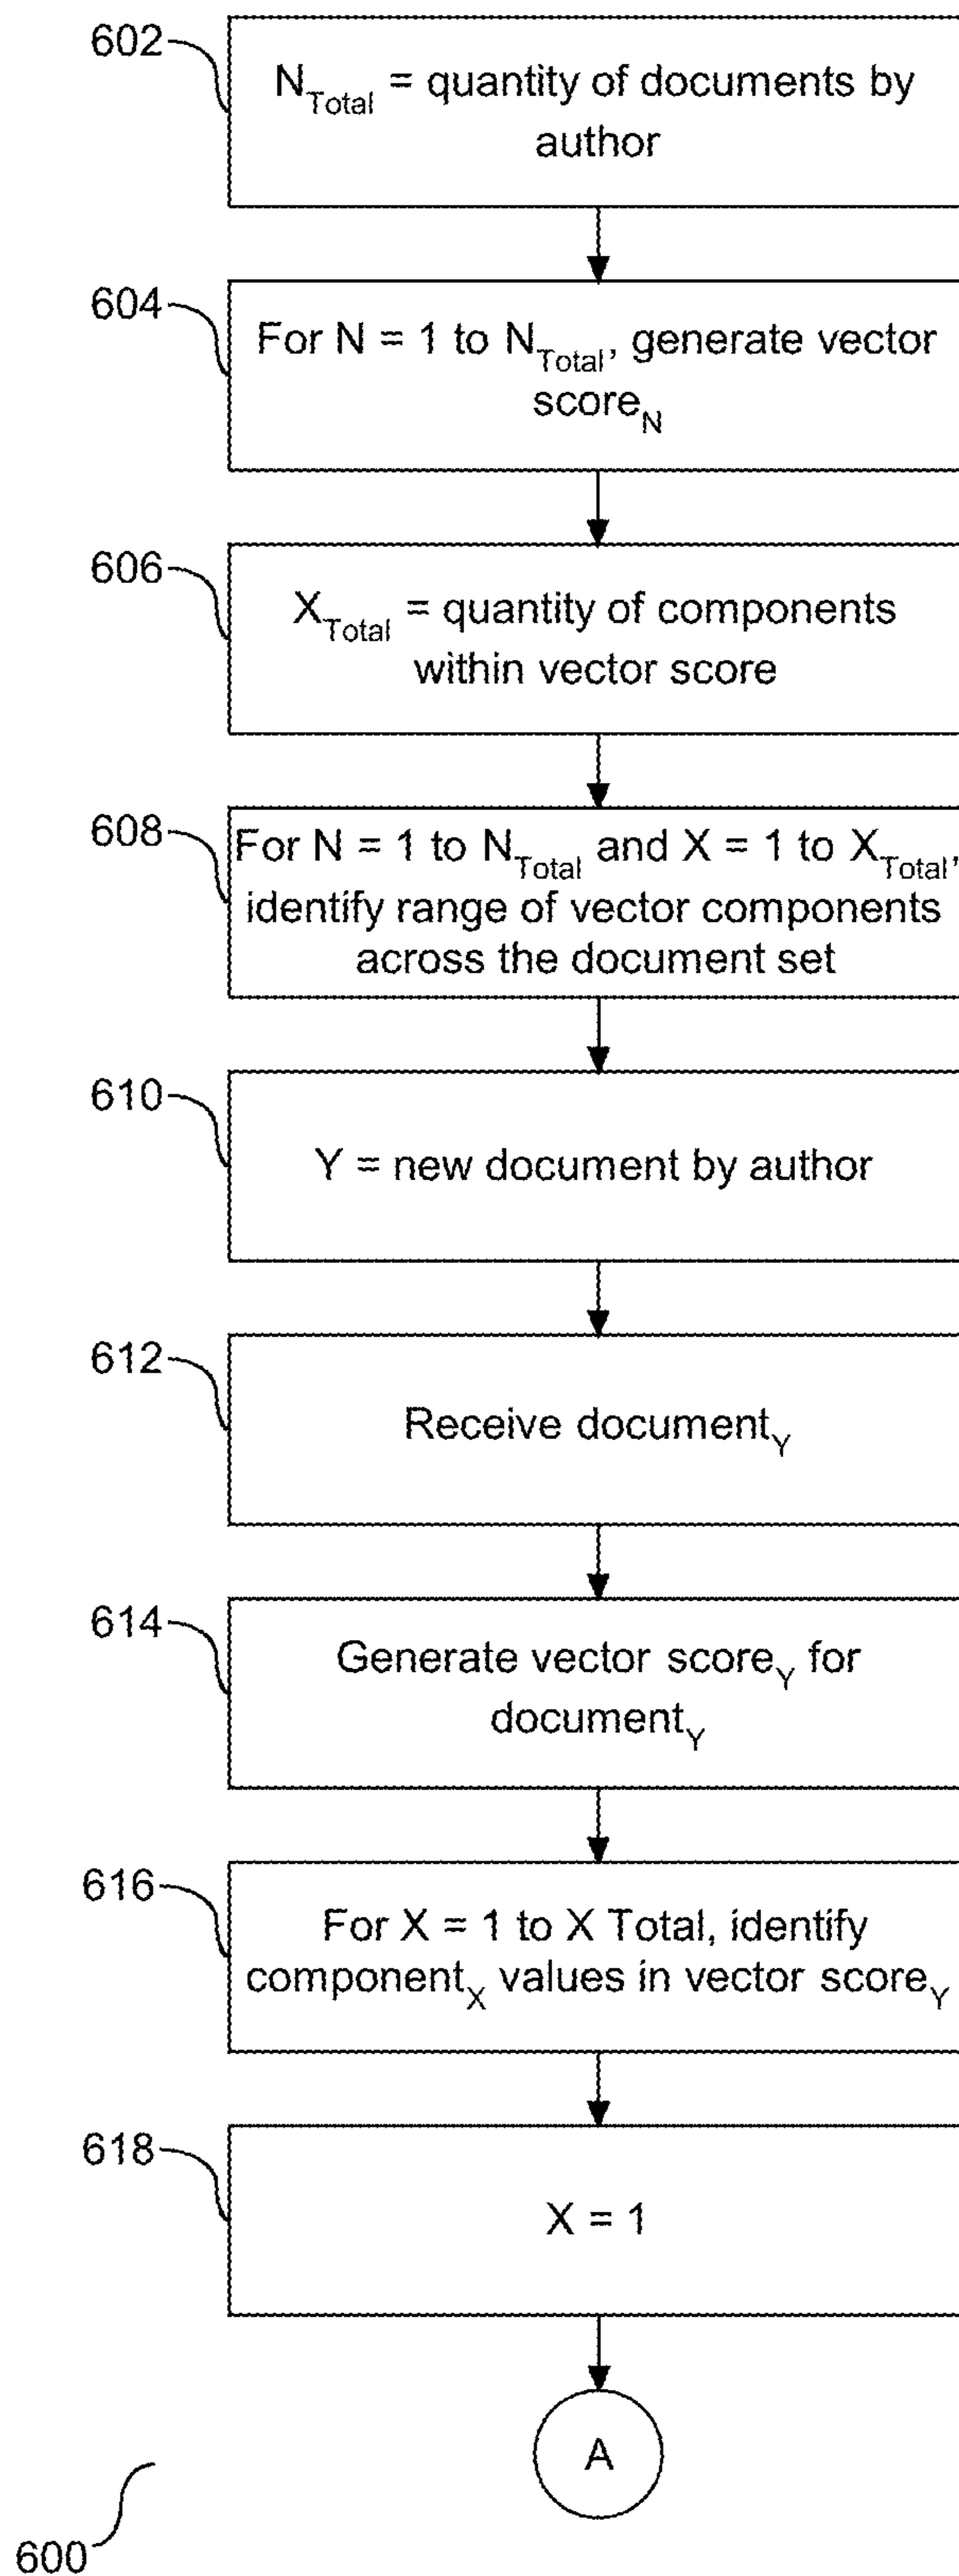 602
N_Total = quantity of documents by
author
604
For N = 1 to N_Total, generate vector
score_N
606
X_Total = quantity of components
within vector score
608
For N = 1 to N_Total and X = 1 to X_Total,
identify range of vector components
across the document set
610
Y = new document by author
612
Receive document_Y
614
Generate vector score_Y for
document_Y
616
For X = 1 to X Total, identify
component_X values in vector score_Y
618
X = 1
A
600